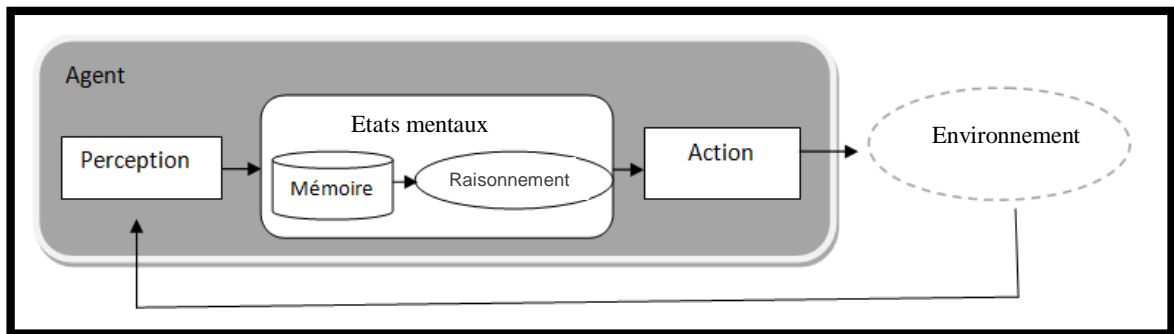 Agent
Etats mentaux
Perception
Mémoire
Raisonnement
Action
Environnement